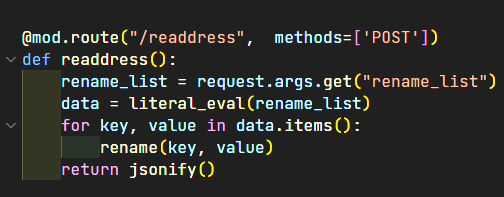 @mod.route("/readdress",  methods=['POST'])
def readdress():
    rename_list = request.args.get("rename_list")
    data = literal_eval(rename_list)
    for key, value in data.items():
        rename(key, value)
    return jsonify()